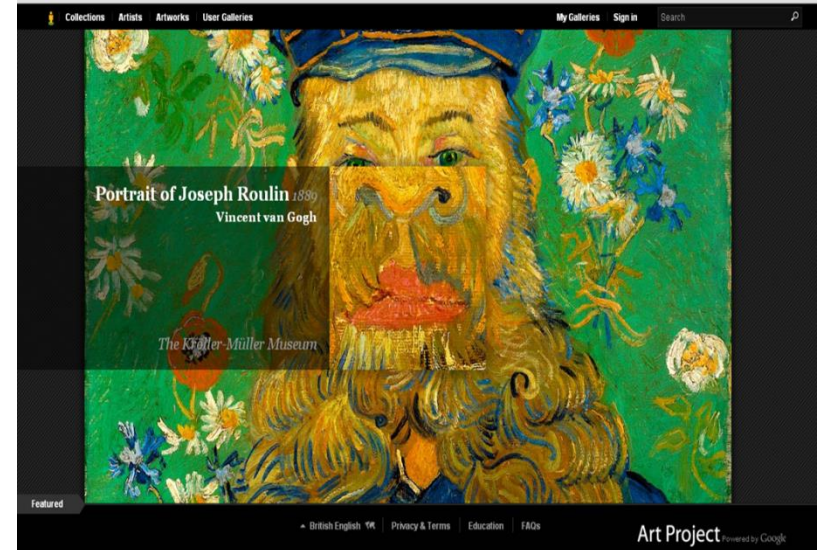 Collections Artists Artworks User Galleries My Galleries Sign in Search
Portrait of Joseph Roulin 1889
Vincent van Gogh
The Kröller-Müller Museum
Featured
British English Privacy & Terms Education FAQs
Art Project Powered by Google